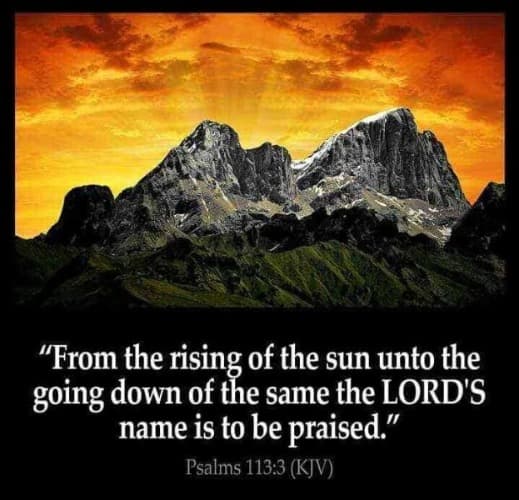 “From the rising of the sun unto the
going down of the same the LORD'S
name is to be praised.”
Psalms 113:3 (KJV)